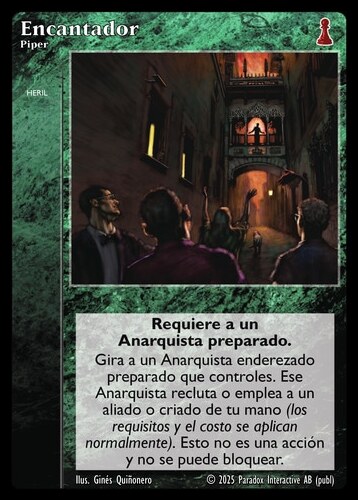 Encantador
Piper
HERIL
Requiere a un
Anarquista preparado.
Gira a un Anarquista enderezado
preparado que controles. Ese
Anarquista recluta o emplea a un
aliado o criado de tu mano (los
requisitos y el costo se aplican
normalmente). Esto no es una acción
y no se puede bloquear.
Ilus. Ginés Quiñonero
© 2025 Paradox Interactive AB (publ)